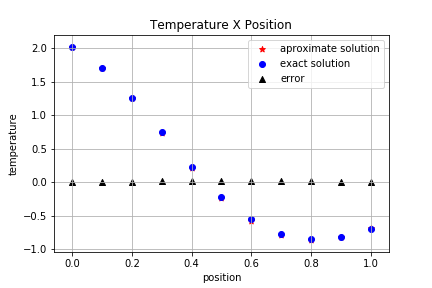 Temperature X Position
aproximate solution
exact solution
error
temperature
2.0
1.5
1.0
0.5
0.0
−0.5
−1.0
0.0 0.2 0.4 0.6 0.8 1.0
position